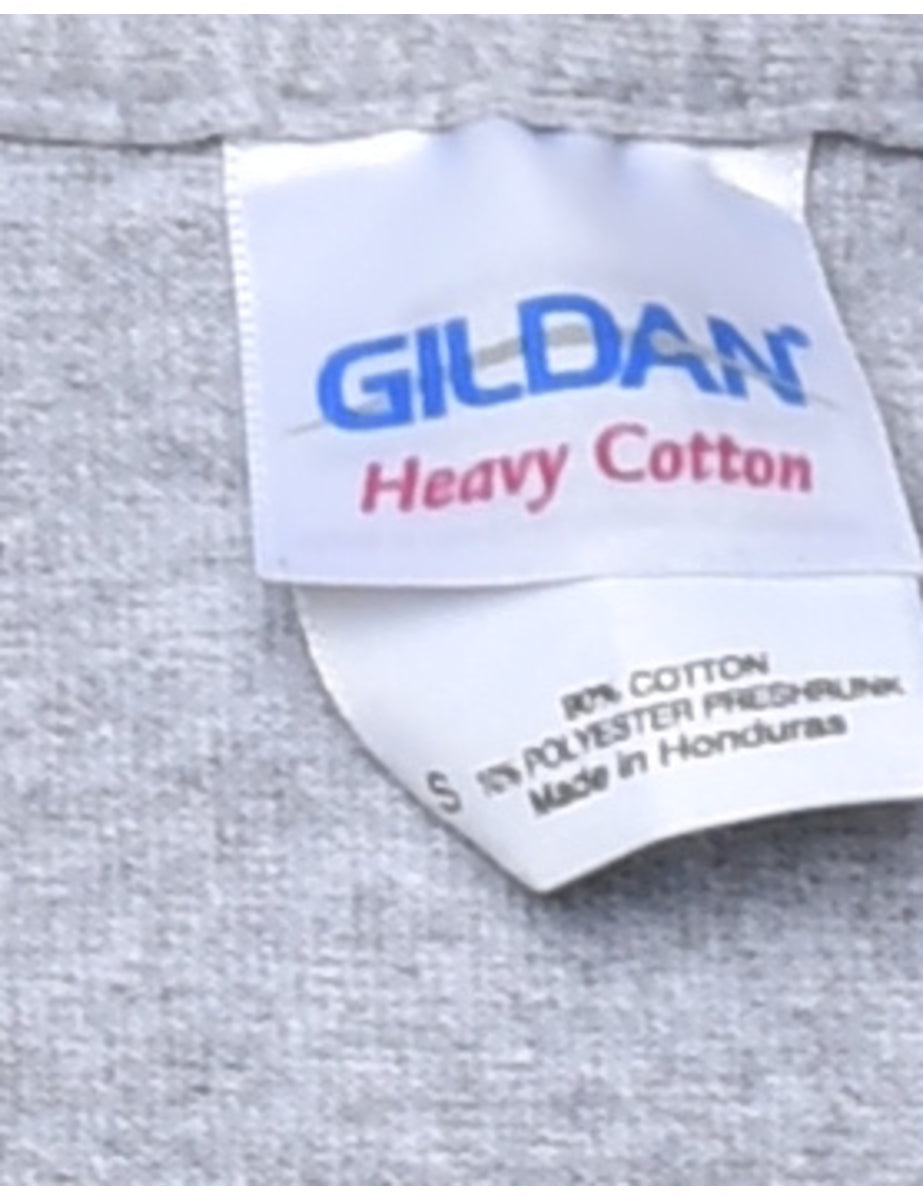 GILDAN®
Heavy Cotton
90% COTTON
10% POLYESTER PRESHRUNK
S
Made in Honduras